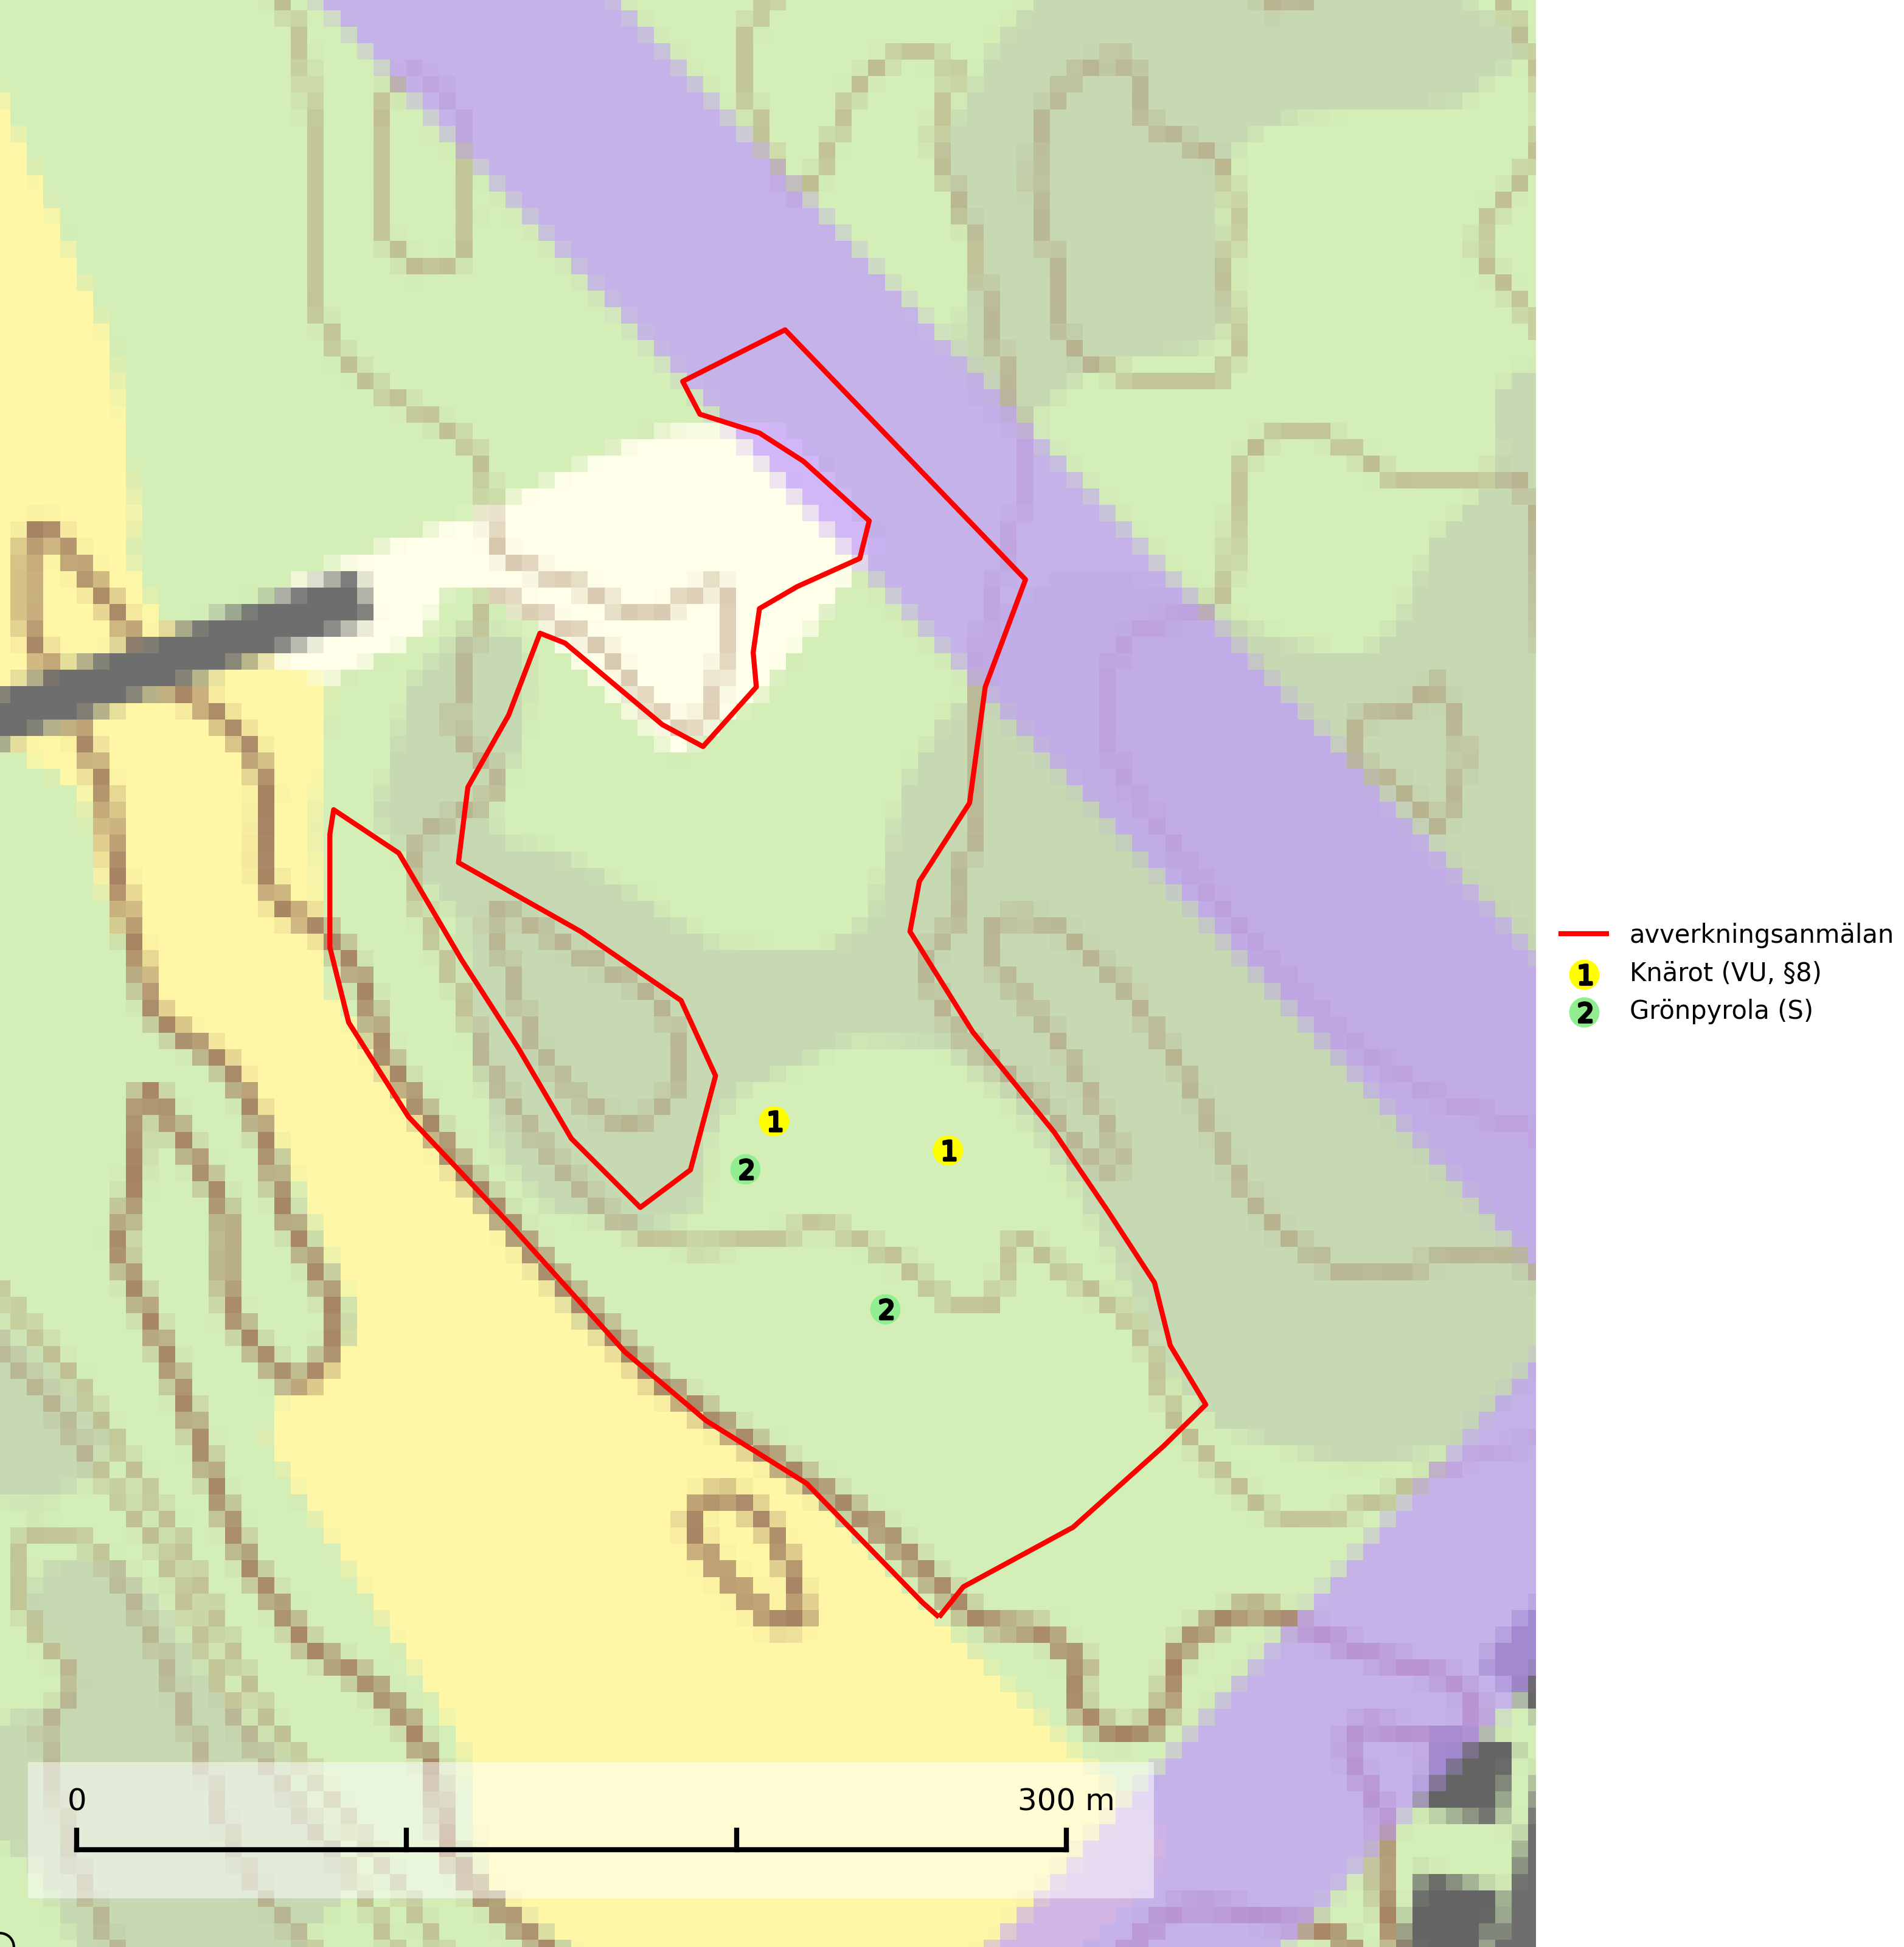 avverkningsanmälan
1 Knärot (VU, §8)
2 Grönpyrola (S)
1
1
2
2
0 300 m